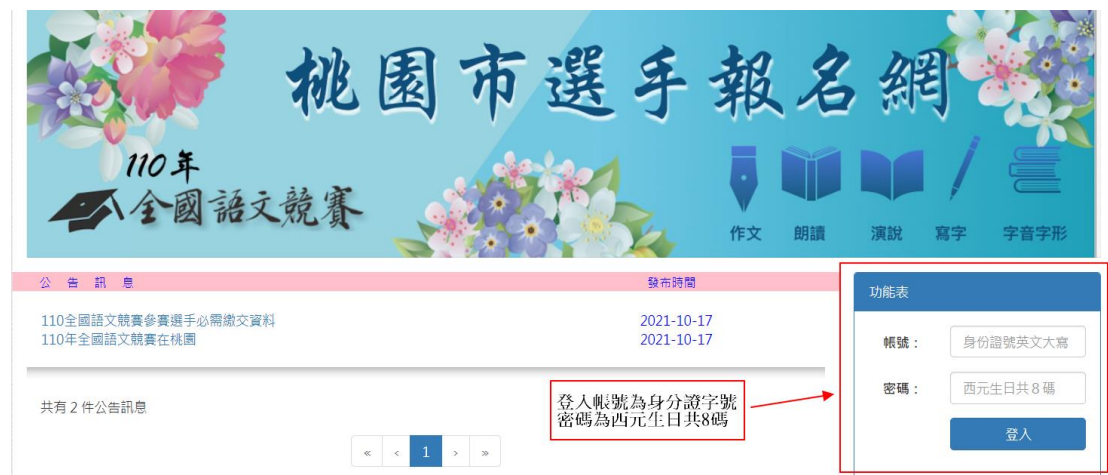 桃園市選手報名網
110年
全國語文競賽
作文 朗讀 演說 寫字 字音字形
公 告 訊 息 發布時間
110全國語文競賽參賽選手必需繳交資料 2021-10-17
110年全國語文競賽在桃園 2021-10-17
共有 2 件公告訊息
« < 1 > »
登入帳號為身分證字號
密碼為西元生日共8碼
功能表
帳號： 身份證號英文大寫
密碼： 西元生日共８碼
登入